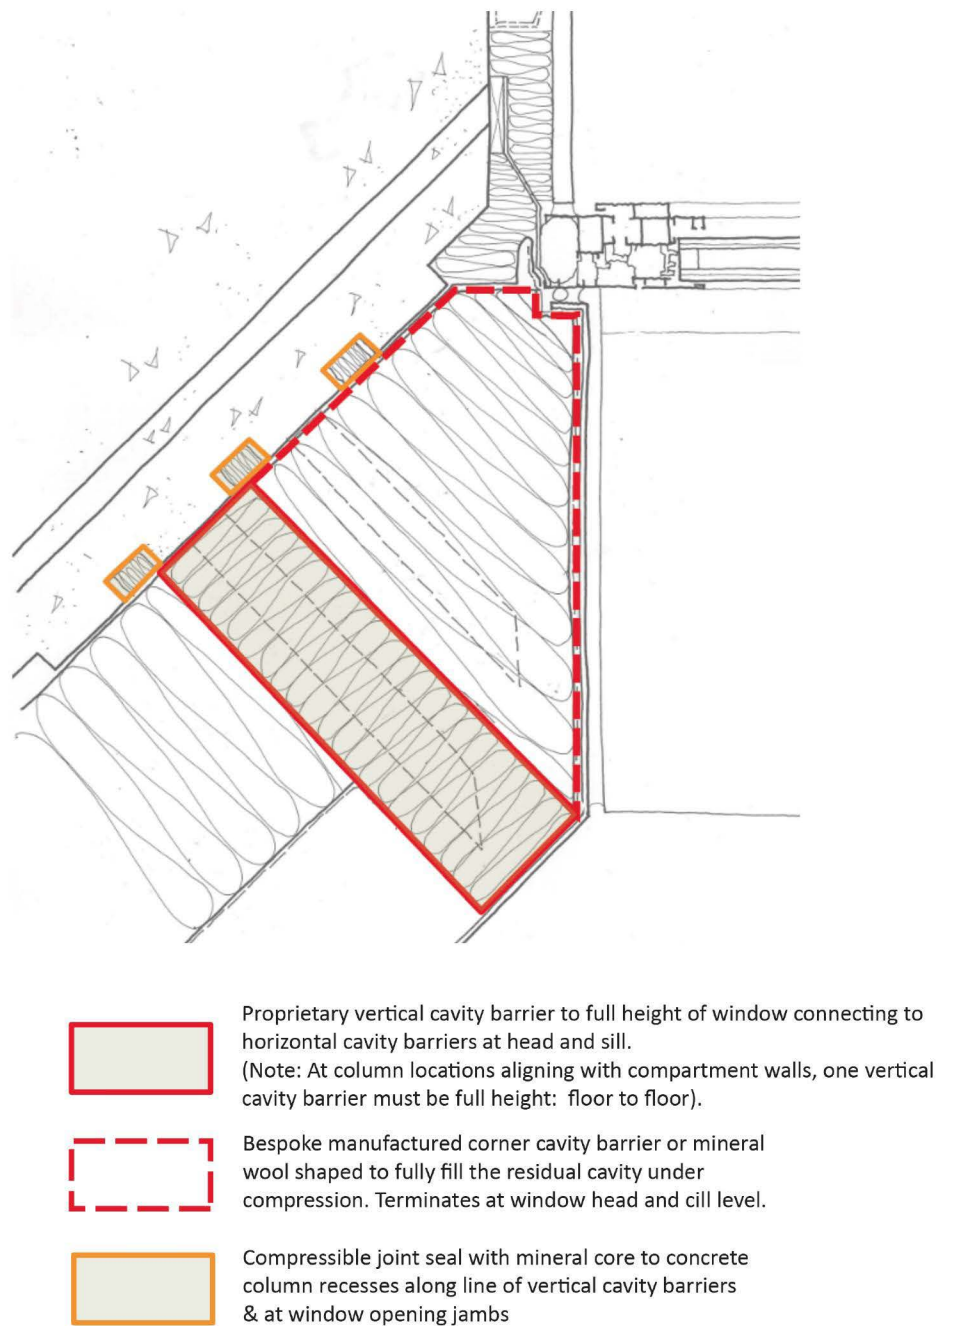 Proprietary vertical cavity barrier to full height of window connecting to
horizontal cavity barriers at head and sill.
(Note: At column locations aligning with compartment walls, one vertical
cavity barrier must be full height:  floor to floor).
Bespoke manufactured corner cavity barrier or mineral
wool shaped to fully fill the residual cavity under
compression. Terminates at window head and cill level.
Compressible joint seal with mineral core to concrete
column recesses along line of vertical cavity barriers
& at window opening jambs